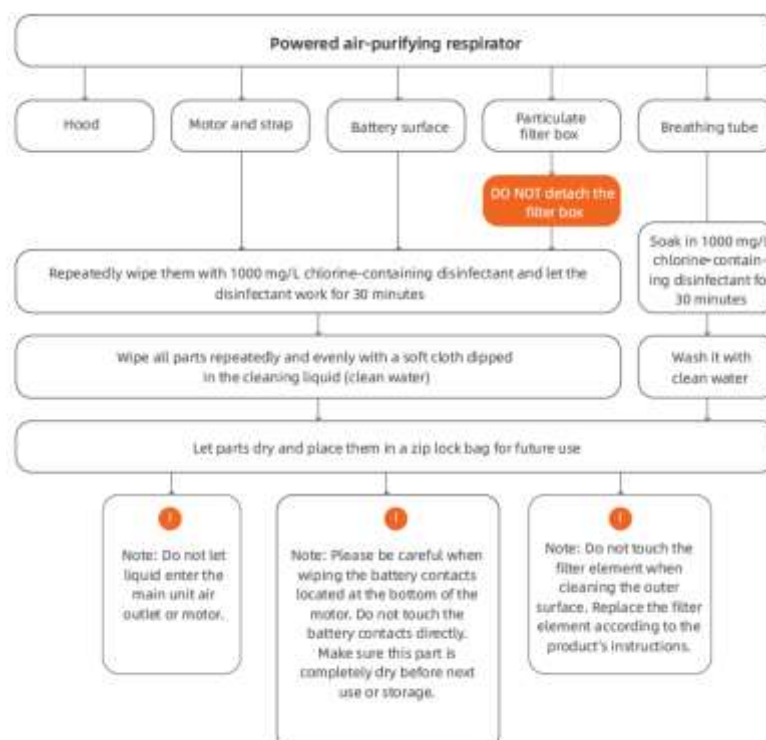 Powered air-purifying respirator
Hood
Motor and strap
Battery surface
Particulate
filter box
Breathing tube
DO NOT detach the
filter box
Repeatedly wipe them with 1000 mg/L chlorine-containing disinfectant and let the
disinfectant work for 30 minutes
Soak in 1000 mg/L
chlorine-contain-
ing disinfectant fo
30 minutes
Wipe all parts repeatedly and evenly with a soft cloth dipped
in the cleaning liquid (clean water)
Wash it with
clean water
Let parts dry and place them in a zip lock bag for future use
!
Note: Do not let
liquid enter the
main unit air
outlet or motor.
!
Note: Please be careful when
wiping the battery contacts
located at the bottom of the
motor. Do not touch the
battery contacts directly.
Make sure this part is
completely dry before next
use or storage.
!
Note: Do not touch the
filter element when
cleaning the outer
surface. Replace the filter
element according to the
product's instructions.